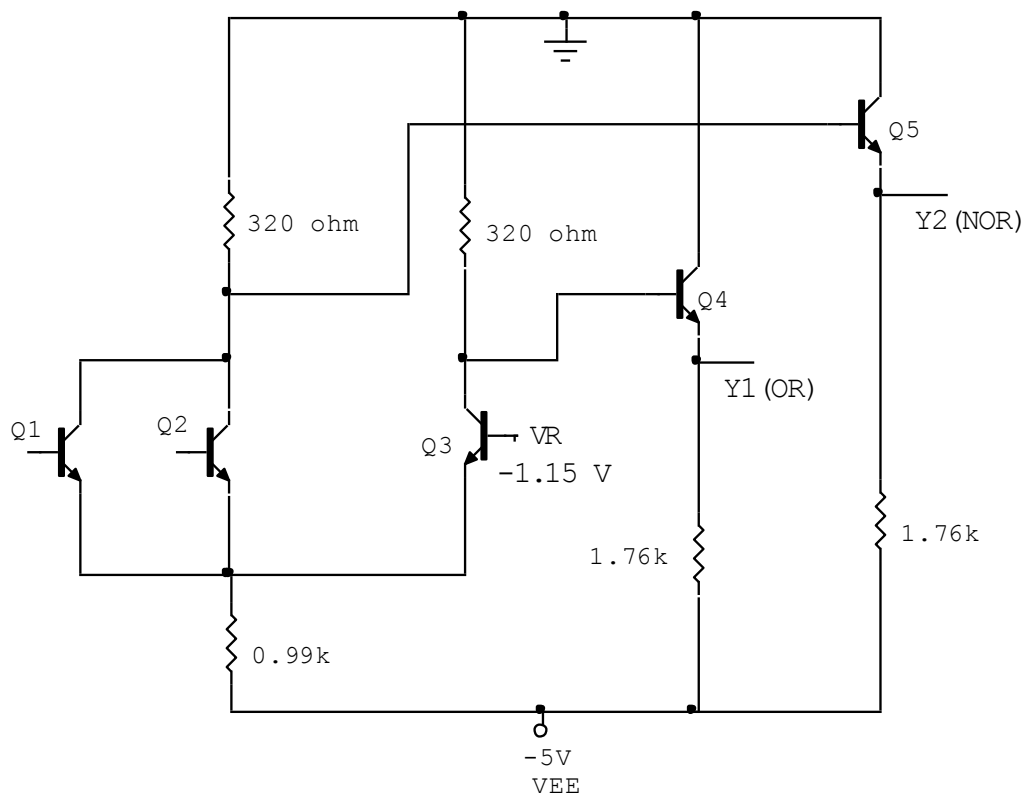 Q5
Y2(NOR)
320 ohm
320 ohm
Q4
Y1(OR)
Q1
Q2
Q3
VR
-1.15 V
1.76k
1.76k
0.99k
-5V
VEE